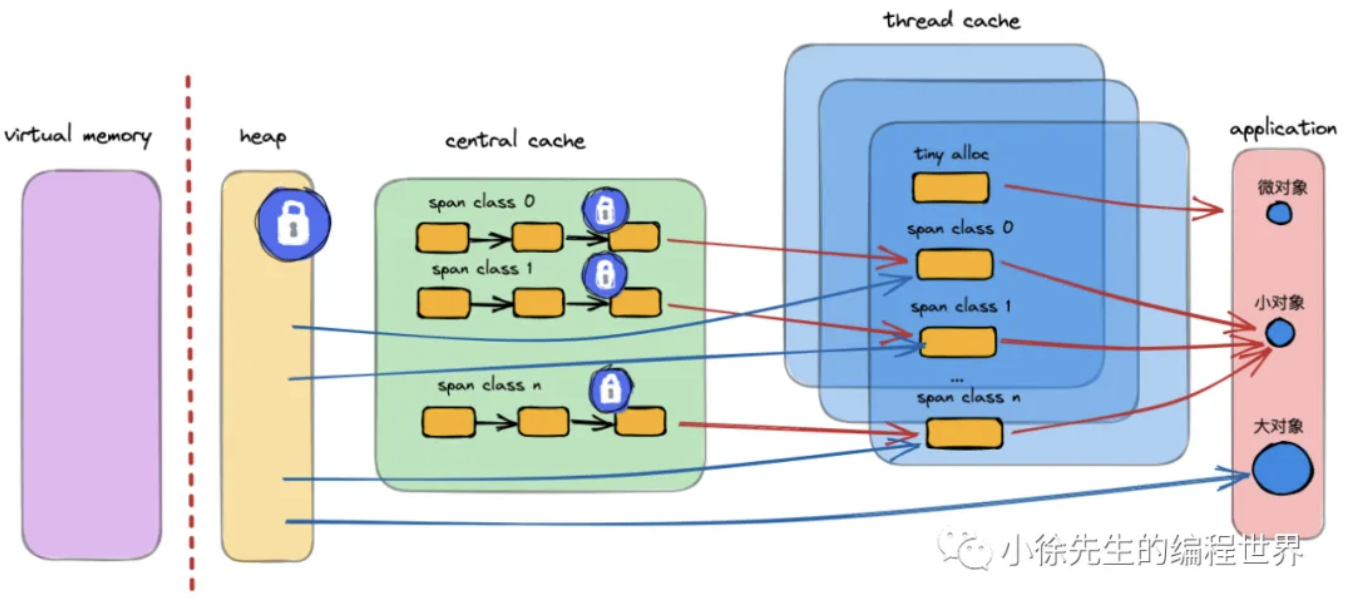 thread cache
virtual memory
heap
central cache
application
tiny alloc
微对象
span class 0
span class 0
span class 1
小对象
span class 1
span class n
...
span class n
大对象
小徐先生的编程世界